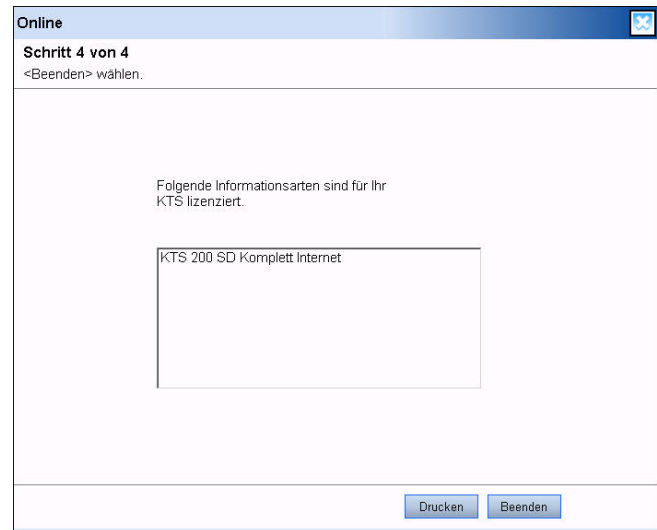 Online
Schritt 4 von 4
<Beenden> wählen.
Folgende Informationsarten sind für Ihr
KTS lizenziert.
KTS 200 SD Komplett Internet
Drucken
Beenden